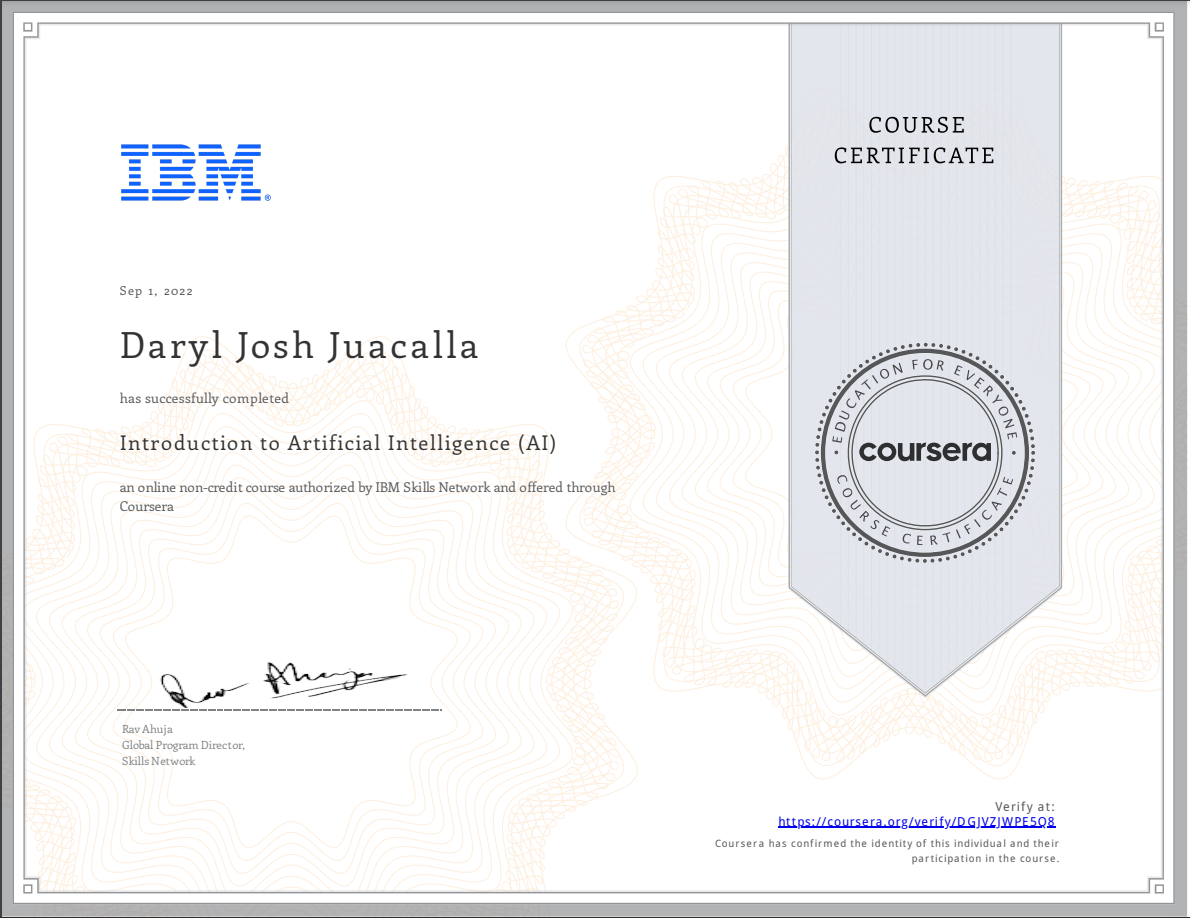 COURSE
CERTIFICATE
IBM®
Sep 1, 2022
Daryl Josh Juacalla
has successfully completed
Introduction to Artificial Intelligence (AI)
an online non-credit course authorized by IBM Skills Network and offered through
Coursera
EDUCATION FOR EVERYONE
coursera
COURSE CERTIFICATE
Rav Ahuja
Rav Ahuja
Global Program Director,
Skills Network
Verify at:
https://coursera.org/verify/DGJVZJWPE5Q8
Coursera has confirmed the identity of this individual and their
participation in the course.